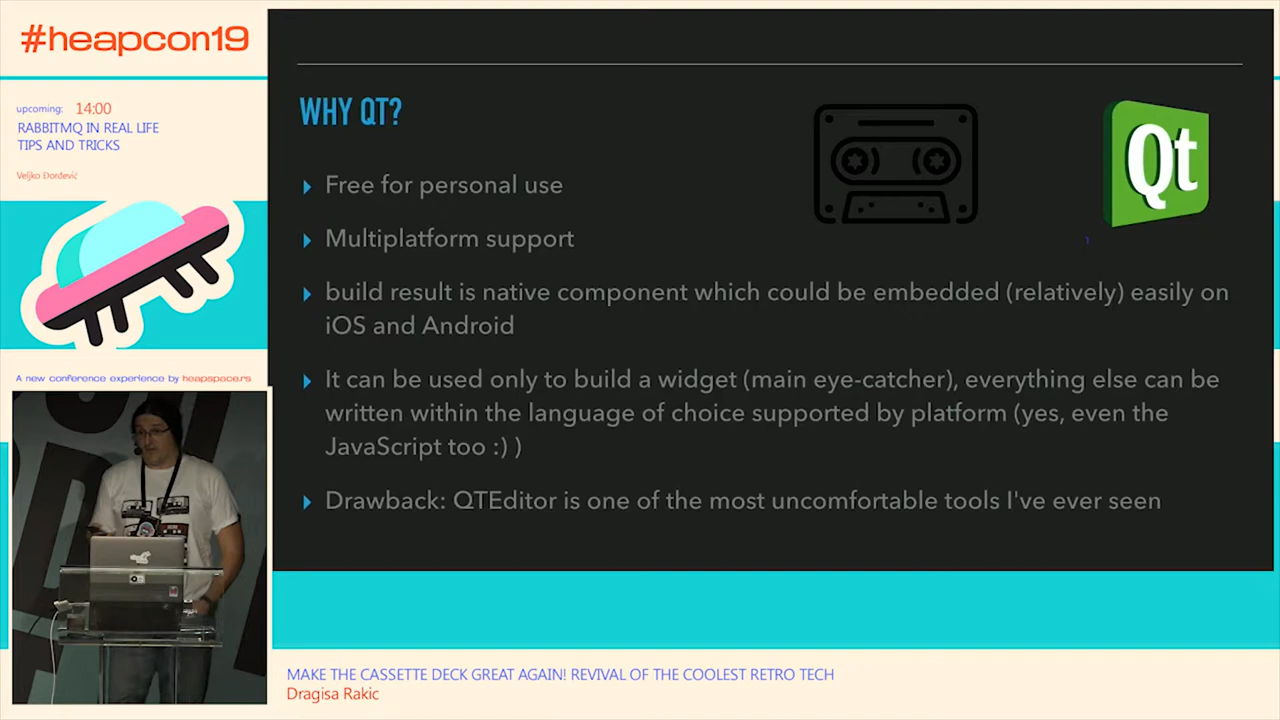 #heapcon19
upcoming: 14:00
RABBITMQ IN REAL LIFE
TIPS AND TRICKS
Veljko Đorđević
A new conference experience by heapspace.rs
WHY QT?
Free for personal use
Multiplatform support
build result is native component which could be embedded (relatively) easily on
iOS and Android
It can be used only to build a widget (main eye-catcher), everything else can be
written within the language of choice supported by platform (yes, even the
JavaScript too :) )
Drawback: QTEditor is one of the most uncomfortable tools I've ever seen
Qt
1
MAKE THE CASSETTE DECK GREAT AGAIN! REVIVAL OF THE COOLEST RETRO TECH
Dragisa Rakic